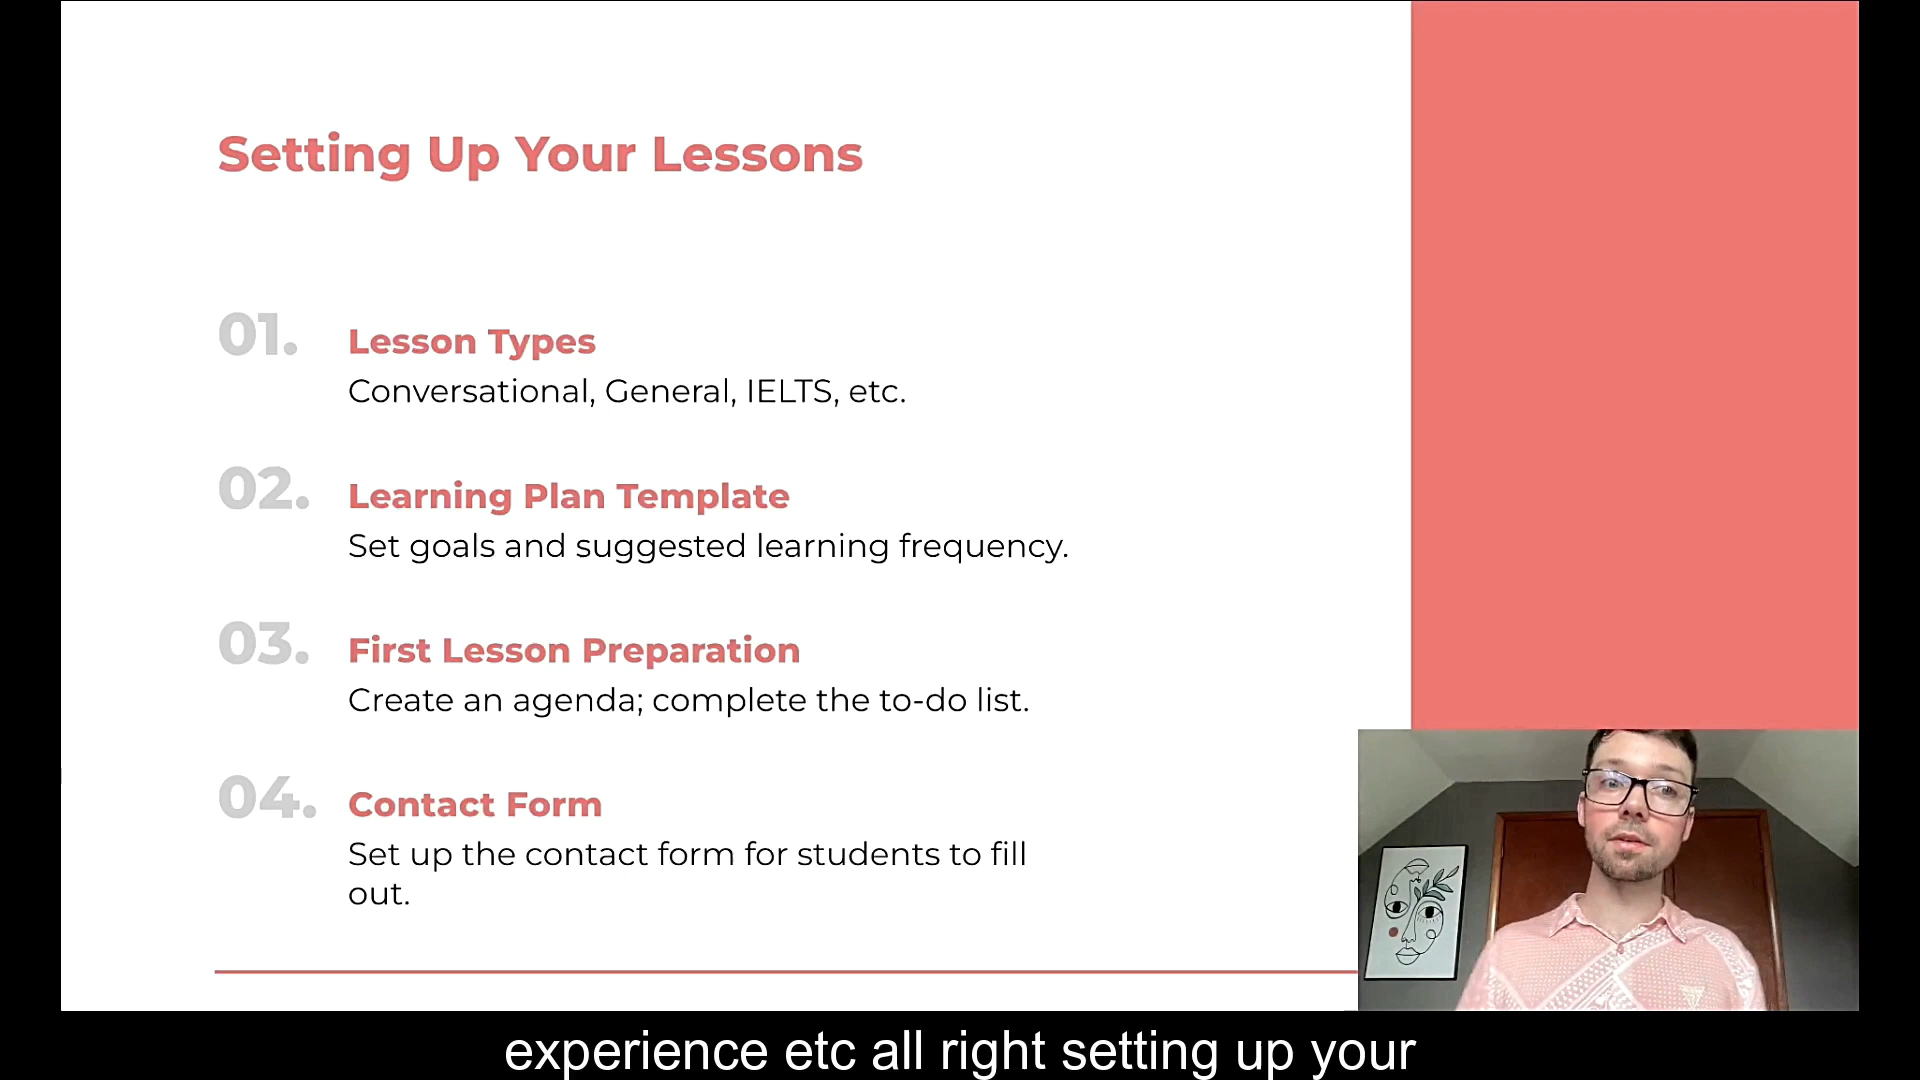 Setting Up Your Lessons
01.
Lesson Types
Conversational, General, IELTS, etc.
02.
Learning Plan Template
Set goals and suggested learning frequency.
03.
First Lesson Preparation
Create an agenda; complete the to-do list.
04.
Contact Form
Set up the contact form for students to fill
out.
experience etc all right setting up your